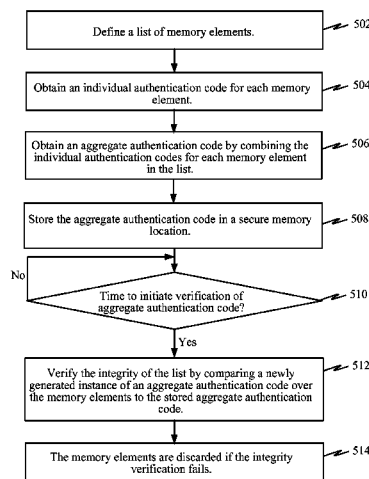 Define a list of memory elements.
502
Obtain an individual authentication code for each memory
element.
504
Obtain an aggregate authentication code by combining the
individual authentication codes for each memory element
in the list.
506
Store the aggregate authentication code in a secure memory
location.
508
No
Time to initiate verification of
aggregate authentication code?
510
Yes
Verify the integrity of the list by comparing a newly
generated instance of an aggregate authentication code over
the memory elements to the stored aggregate authentication
code.
512
The memory elements are discarded if the integrity
verification fails.
514